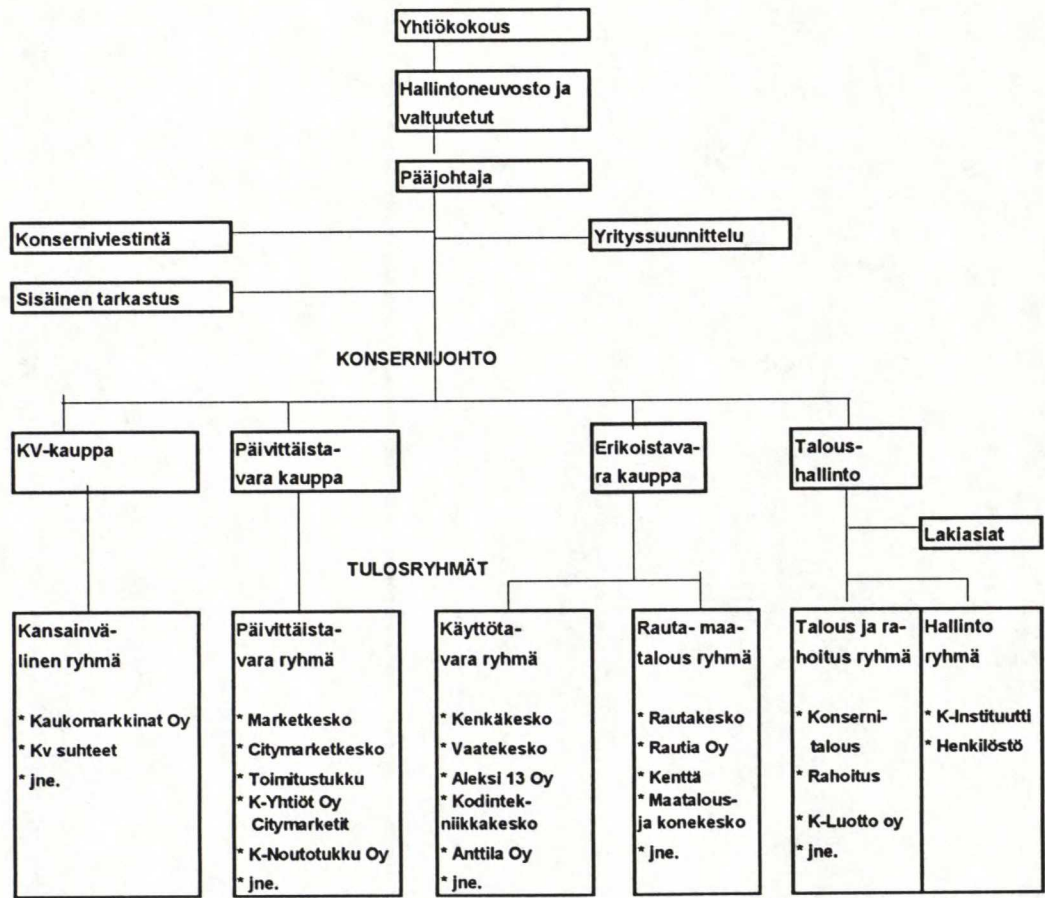 Yhtiökokous
Hallintoneuvosto ja
valtuutetut
Pääjohtaja
Konserniviestintä
Yrityssuunnittelu
Sisäinen tarkastus
KONSERNIJOHTO
KV-kauppa
Päivittäista-
vara kauppa
Erikoistava-
ra kauppa
Talous-
hallinto
Lakiasiat
TULOSRYHMÄT
Kansainvä-
linen ryhmä
* Kaukomarkkinat Oy
* Kv suhteet
* jne.
Päivittäista-
vara ryhmä
* Marketkesko
* Citymarketkesko
* Toimitustukku
* K-Yhtiöt Oy
Citymarketit
* K-Noutotukku Oy
* jne.
Käyttöta-
vara ryhmä
* Kenkäkesko
* Vaatekesko
* Aleksi 13 Oy
* Kodintek-
niikkakesko
* Anttila Oy
* jne.
Rauta- maa-
talous ryhmä
* Rautakesko
* Rautia Oy
* Kenttä
* Maatalous-
ja konekesko
* jne.
Talous ja ra-
hoitus ryhmä
* Konserni-
talous
* Rahoitus
* K-Luotto oy
* jne.
Hallinto
ryhmä
* K-Instituutti
* Henkilöstö